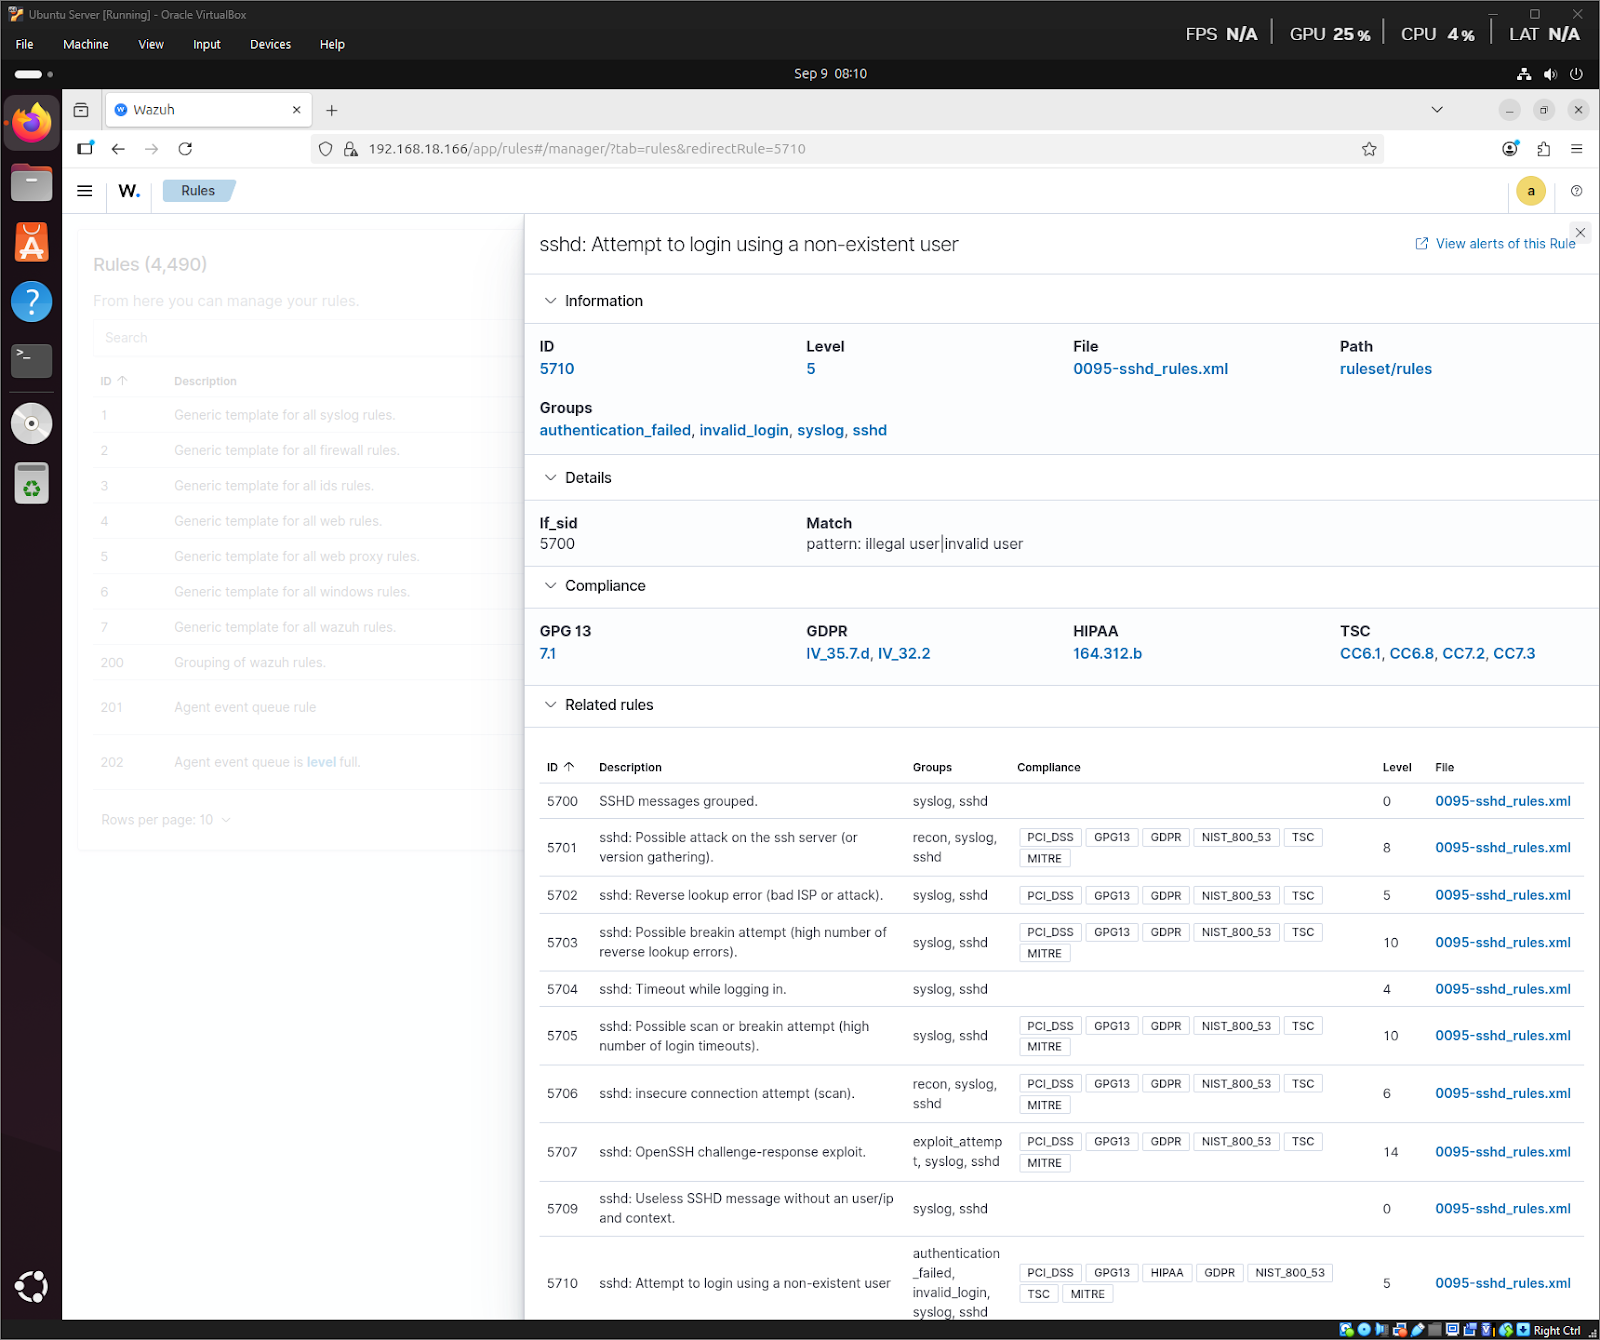 Ubuntu Server [Running] - Oracle VirtualBox
File Machine View Input Devices Help
FPS N/A GPU 25 % CPU 4 % LAT N/A
Sep 9 08:10
Wazuh
192.168.18.166/app/rules#/manager/?tab=rules&redirectRule=5710
W. Rules
a
Rules (4,490)
From here you can manage your rules.
Search
ID Description
1 Generic template for all syslog rules.
2 Generic template for all firewall rules.
3 Generic template for all ids rules.
4 Generic template for all web rules.
5 Generic template for all web proxy rules.
6 Generic template for all windows rules.
7 Generic template for all wazuh rules.
200 Grouping of wazuh rules.
201 Agent event queue rule
202 Agent event queue is level full.
Rows per page: 10
sshd: Attempt to login using a non-existent user
View alerts of this Rule
Information
ID Level File Path
5710 5 0095-sshd_rules.xml ruleset/rules
Groups
authentication_failed, invalid_login, syslog, sshd
Details
If_sid Match
5700 pattern: illegal user|invalid user
Compliance
GPG 13 GDPR HIPAA TSC
7.1 IV_35.7.d, IV_32.2 164.312.b CC6.1, CC6.8, CC7.2, CC7.3
Related rules
ID Description Groups Compliance Level File
5700 SSHD messages grouped. syslog, sshd 0 0095-sshd_rules.xml
5701 sshd: Possible attack on the ssh server (or version gathering). recon, syslog, sshd PCI_DSS GPG13 GDPR NIST_800_53 TSC MITRE 8 0095-sshd_rules.xml
5702 sshd: Reverse lookup error (bad ISP or attack). syslog, sshd PCI_DSS GPG13 GDPR NIST_800_53 TSC 5 0095-sshd_rules.xml
5703 sshd: Possible breakin attempt (high number of reverse lookup errors). syslog, sshd PCI_DSS GPG13 GDPR NIST_800_53 TSC MITRE 10 0095-sshd_rules.xml
5704 sshd: Timeout while logging in. syslog, sshd 4 0095-sshd_rules.xml
5705 sshd: Possible scan or breakin attempt (high number of login timeouts). syslog, sshd PCI_DSS GPG13 GDPR NIST_800_53 TSC MITRE 10 0095-sshd_rules.xml
5706 sshd: insecure connection attempt (scan). recon, syslog, sshd PCI_DSS GPG13 GDPR NIST_800_53 TSC MITRE 6 0095-sshd_rules.xml
5707 sshd: OpenSSH challenge-response exploit. exploit_attempt, syslog, sshd PCI_DSS GPG13 GDPR NIST_800_53 TSC MITRE 14 0095-sshd_rules.xml
5709 sshd: Useless SSHD message without an user/ip and context. syslog, sshd 0 0095-sshd_rules.xml
5710 sshd: Attempt to login using a non-existent user authentication_failed, invalid_login, syslog, sshd PCI_DSS GPG13 HIPAA GDPR NIST_800_53 TSC MITRE 5 0095-sshd_rules.xml
Right Ctrl